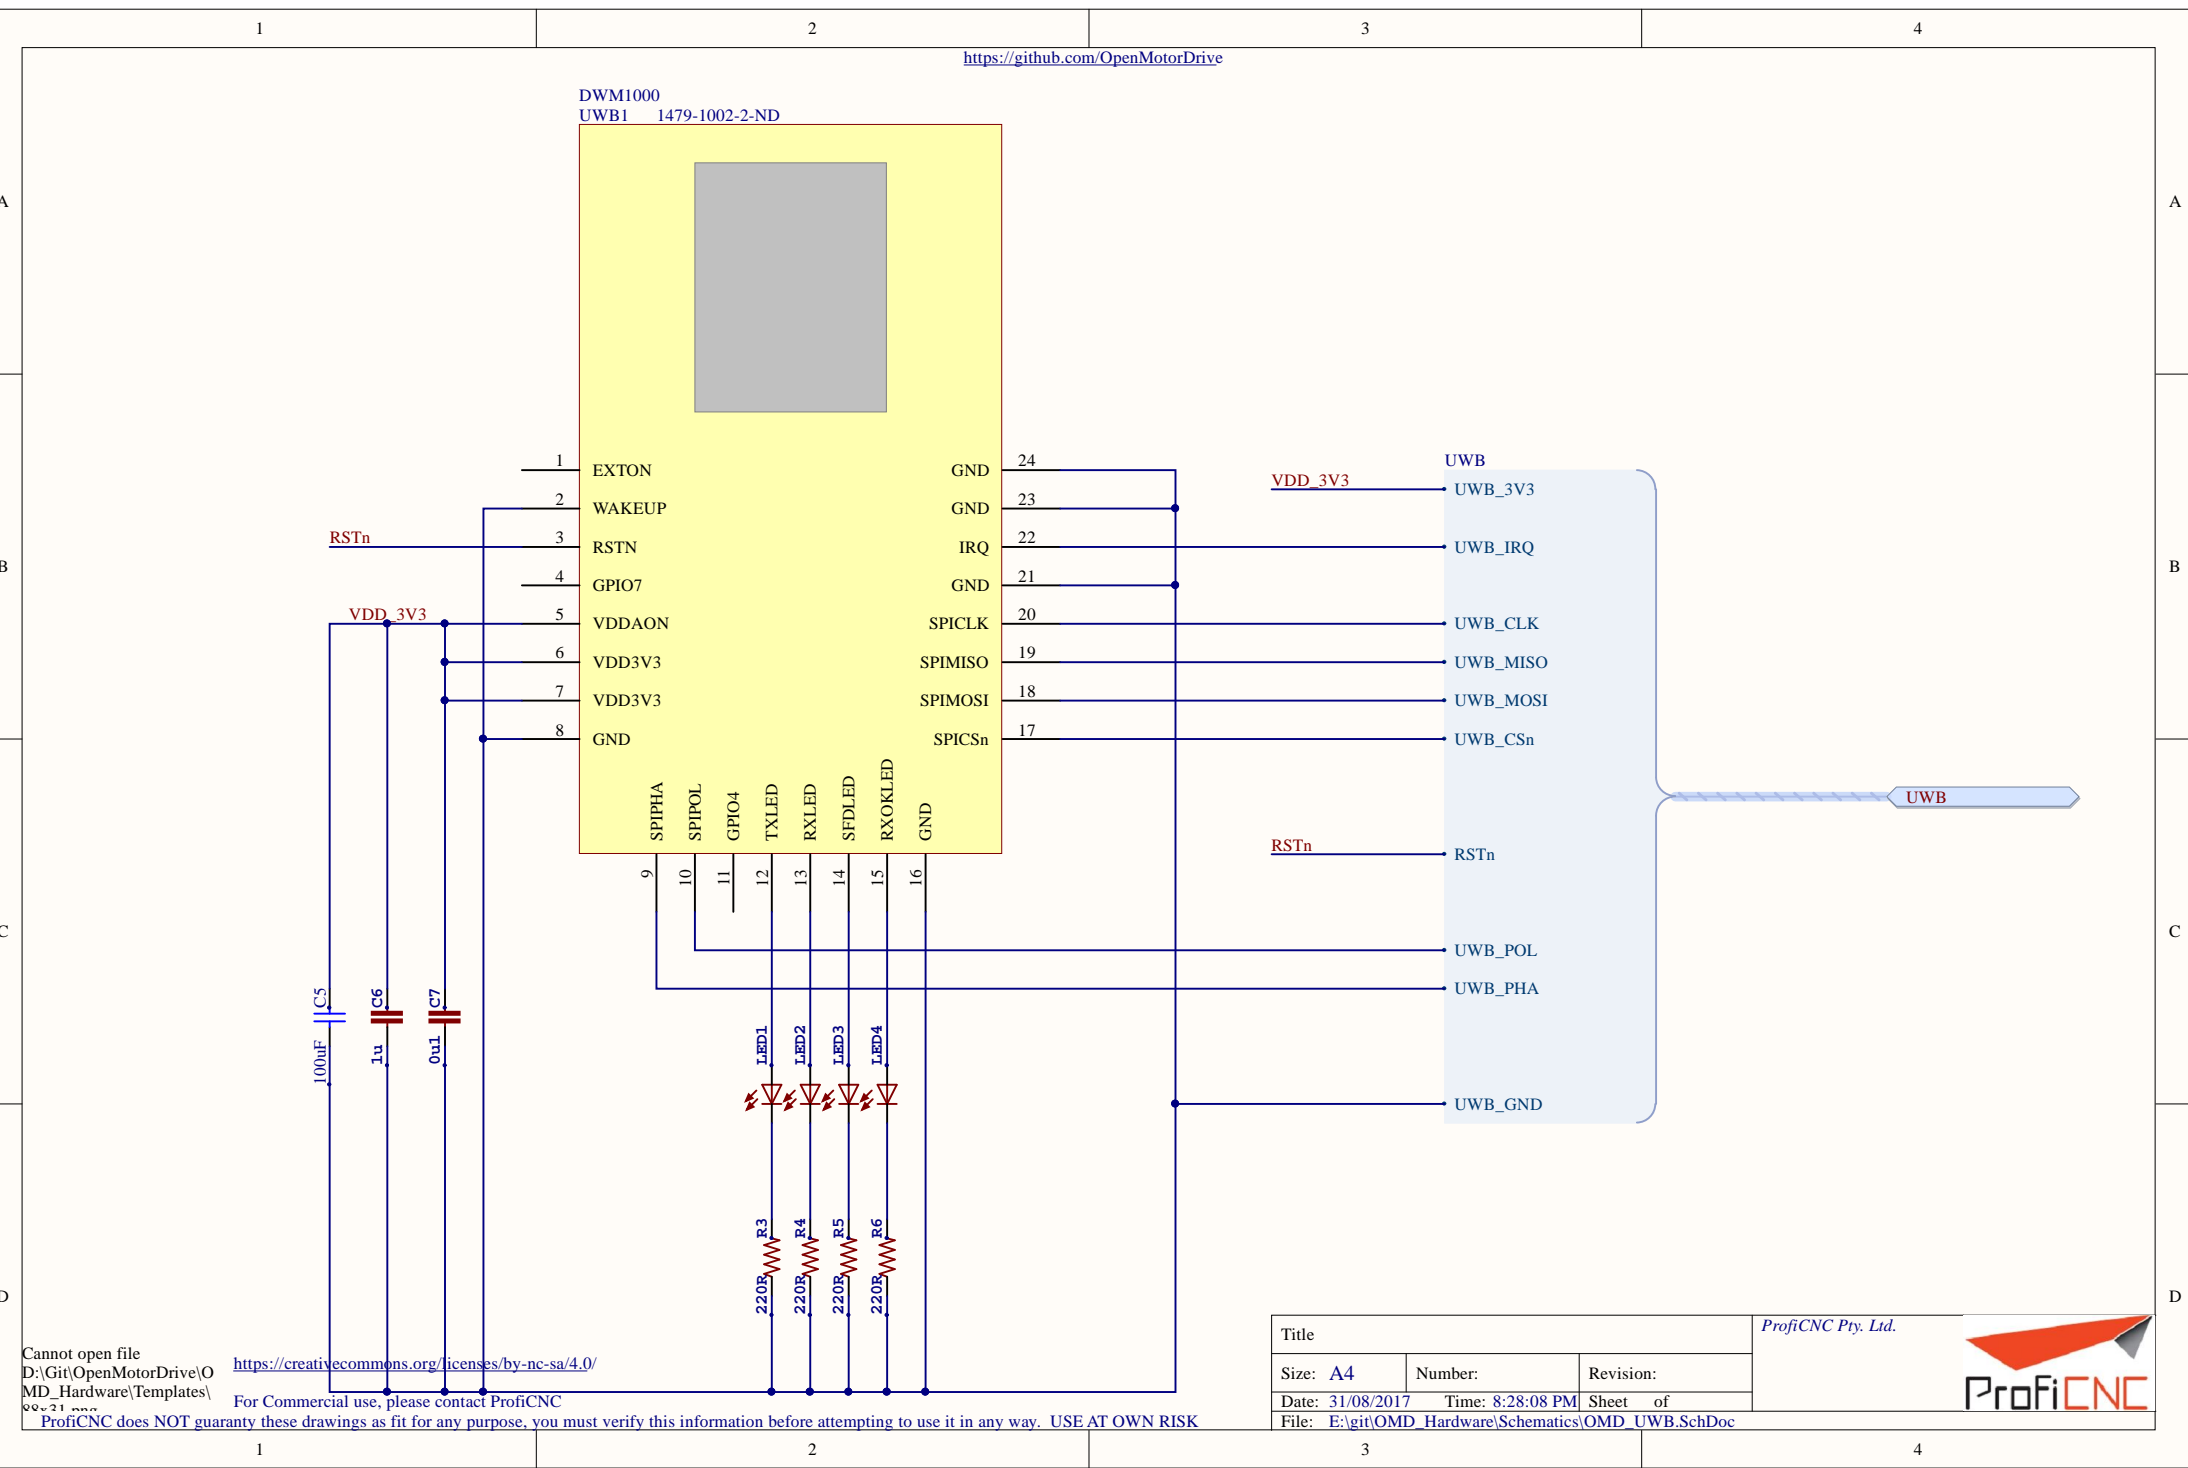 1 2 3 4
https://github.com/OpenMotorDrive
DWM1000
UWB1 1479-1002-2-ND
A A
1 EXTON GND 24
2 WAKEUP GND 23
RSTn 3 RSTN IRQ 22
4 GPIO7 GND 21
VDD_3V3 5 VDDAON SPICLK 20
6 VDD3V3 SPIMISO 19
7 VDD3V3 SPIMOSI 18
8 GND SPICSn 17
SPIPHA SPIPOL GPIO4 TXLED RXLED SFDLED RXOKLED GND
9 10 11 12 13 14 15 16
UWB
VDD_3V3 UWB_3V3
UWB_IRQ
B B
UWB_CLK
UWB_MISO
UWB_MOSI
UWB_CSn
UWB
RSTn RSTn
C C
UWB_POL
UWB_PHA
UWB_GND
C5 C6 C7
100uF 1u 0u1
LED1 LED2 LED3 LED4
R3 R4 R5 R6
220R 220R 220R 220R
D D
Cannot open file
D:\Git\OpenMotorDrive\O
MD_Hardware\Templates\
88x31.png
https://creativecommons.org/licenses/by-nc-sa/4.0/
For Commercial use, please contact ProfiCNC
ProfiCNC does NOT guaranty these drawings as fit for any purpose, you must verify this information before attempting to use it in any way. USE AT OWN RISK
Title
ProfiCNC Pty. Ltd.
Size: A4 Number: Revision:
Date: 31/08/2017 Time: 8:28:08 PM Sheet of
File: E:\git\OMD_Hardware\Schematics\OMD_UWB.SchDoc
ProfiCNC
1 2 3 4